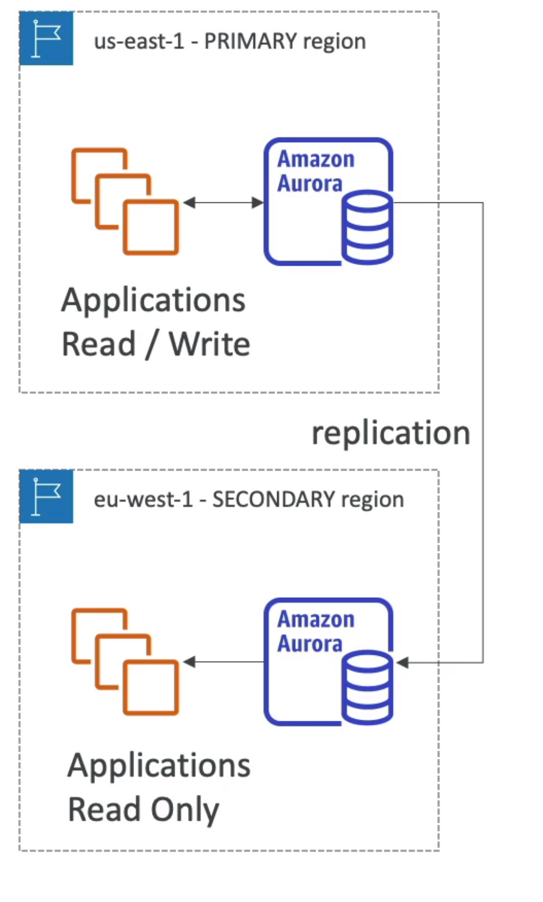 us-east-1 - PRIMARY region
Amazon
Aurora
Applications
Read / Write
replication
eu-west-1 - SECONDARY region
Amazon
Aurora
Applications
Read Only